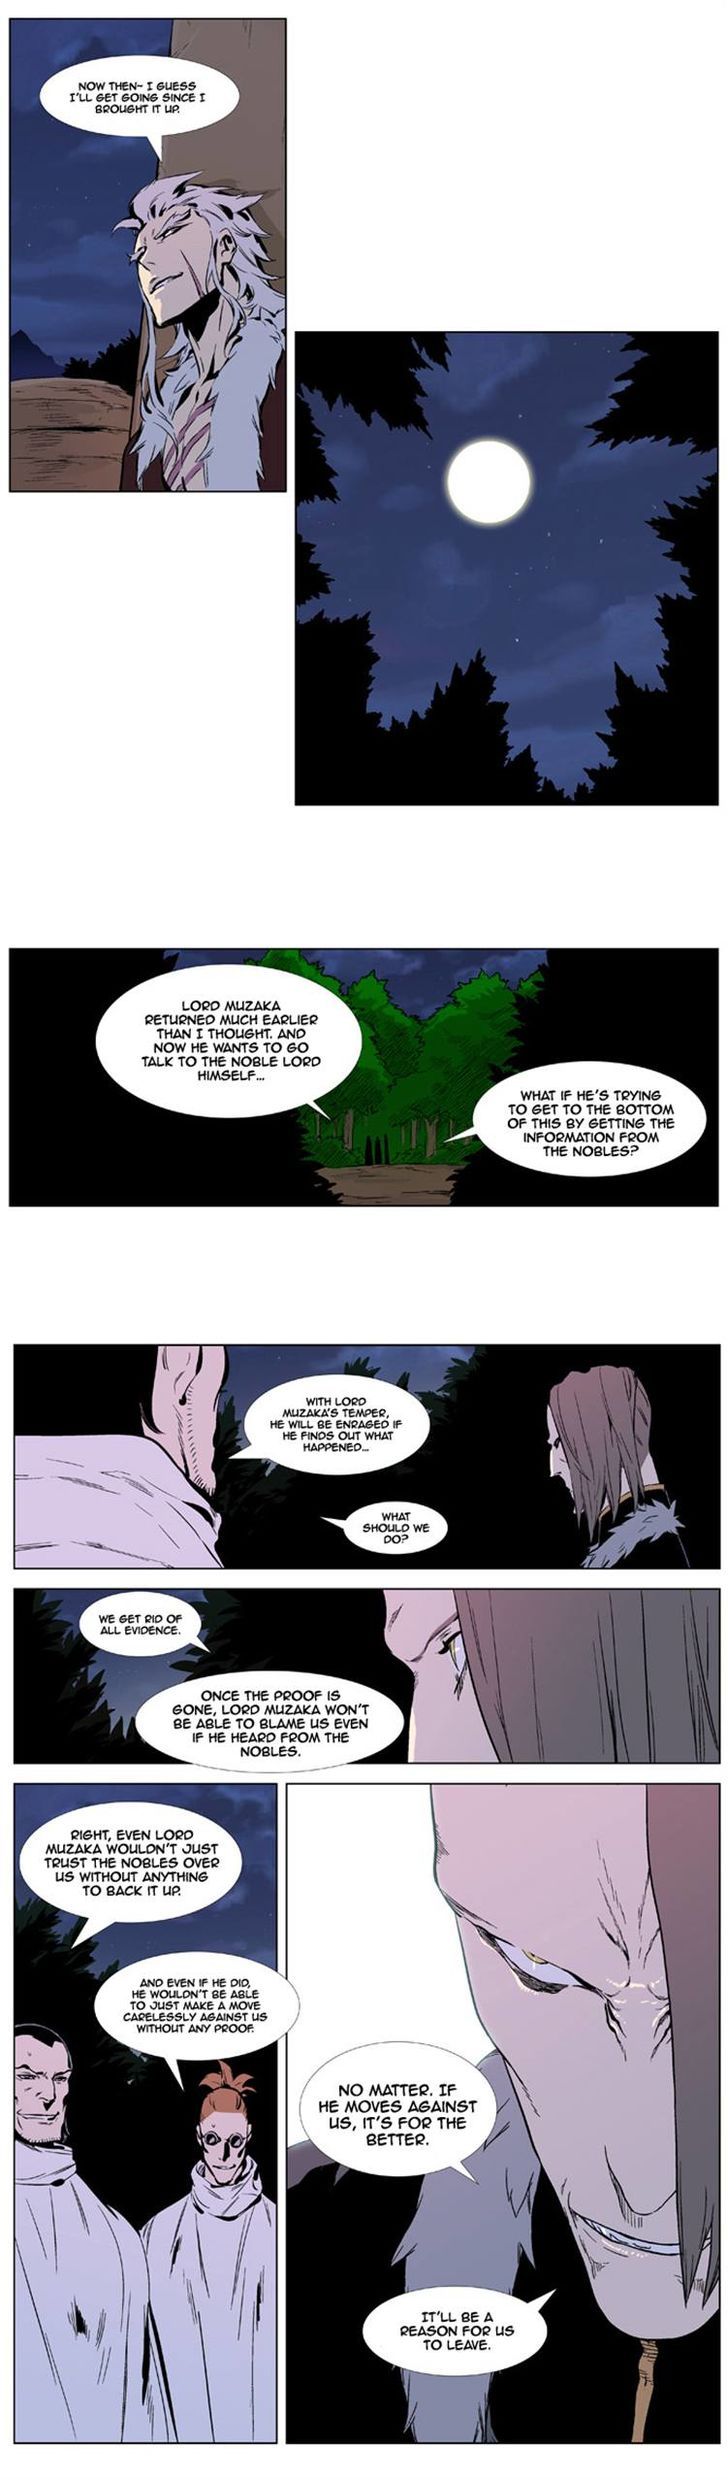 NOW THEN~ I GUESS
I'LL GET GOING SINCE I
BROUGHT IT UP.
LORD MUZAKA
RETURNED MUCH EARLIER
THAN I THOUGHT. AND
NOW HE WANTS TO GO
TALK TO THE NOBLE LORD
HIMSELF...
WHAT IF HE'S TRYING
TO GET TO THE BOTTOM
OF THIS BY GETTING THE
INFORMATION FROM
THE NOBLES?
WITH LORD
MUZAKA'S TEMPER,
HE WILL BE ENRAGED IF
HE FINDS OUT WHAT
HAPPENED...
WHAT
SHOULD WE
DO?
WE GET RID OF
ALL EVIDENCE.
ONCE THE PROOF IS
GONE, LORD MUZAKA WON'T
BE ABLE TO BLAME US EVEN
IF HE HEARD FROM THE
NOBLES.
RIGHT, EVEN LORD
MUZAKA WOULDN'T JUST
TRUST THE NOBLES OVER
US WITHOUT ANYTHING
TO BACK IT UP.
AND EVEN IF HE DID,
HE WOULDN'T BE ABLE
TO JUST MAKE A MOVE
CARELESSLY AGAINST US
WITHOUT ANY PROOF.
NO MATTER. IF
HE MOVES AGAINST
US, IT'S FOR THE
BETTER.
IT'LL BE A
REASON FOR US
TO LEAVE.